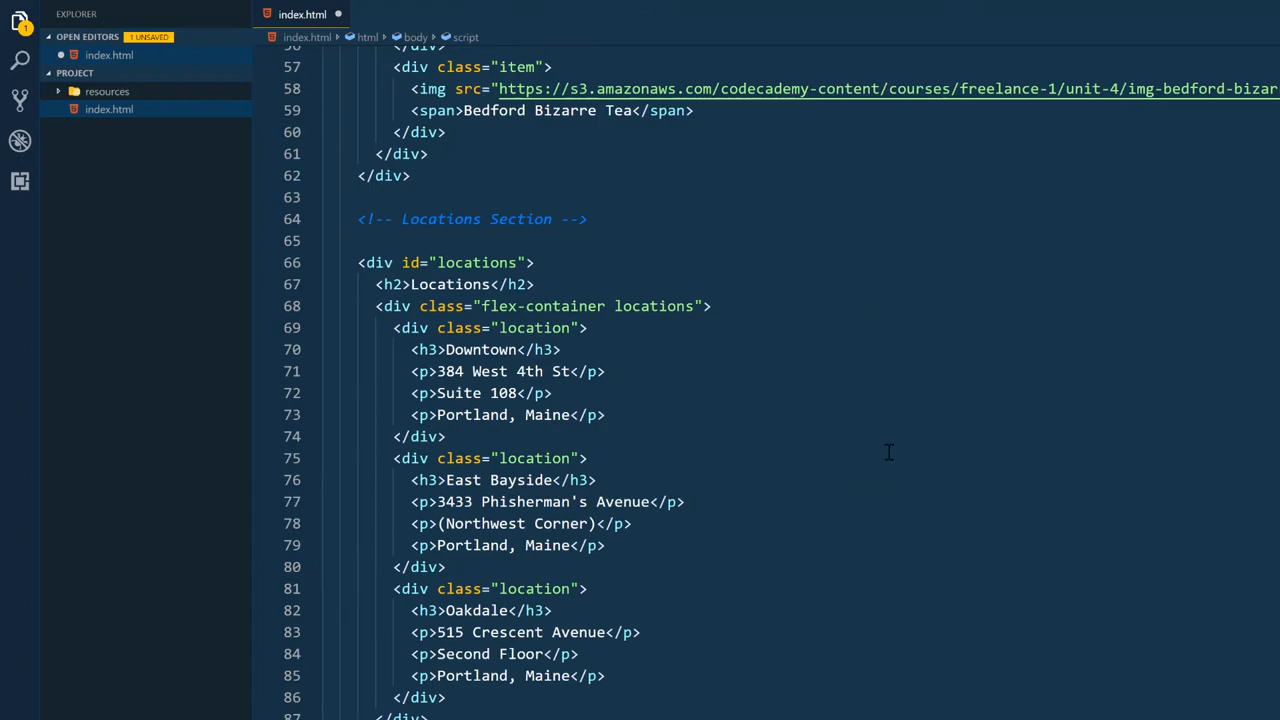 1
EXPLORER
OPEN EDITORS 1 UNSAVED
index.html
PROJECT
resources
index.html
index.html
index.html › html › body › script
56 </div>
57 <div class="item">
58 <img src="https://s3.amazonaws.com/codecademy-content/courses/freelance-1/unit-4/img-bedford-bizar
59 <span>Bedford Bizarre Tea</span>
60 </div>
61 </div>
62 </div>
63
64 <!-- Locations Section -->
65
66 <div id="locations">
67 <h2>Locations</h2>
68 <div class="flex-container locations">
69 <div class="location">
70 <h3>Downtown</h3>
71 <p>384 West 4th St</p>
72 <p>Suite 108</p>
73 <p>Portland, Maine</p>
74 </div>
75 <div class="location">
76 <h3>East Bayside</h3>
77 <p>3433 Phisherman's Avenue</p>
78 <p>(Northwest Corner)</p>
79 <p>Portland, Maine</p>
80 </div>
81 <div class="location">
82 <h3>Oakdale</h3>
83 <p>515 Crescent Avenue</p>
84 <p>Second Floor</p>
85 <p>Portland, Maine</p>
86 </div>
87 </div>